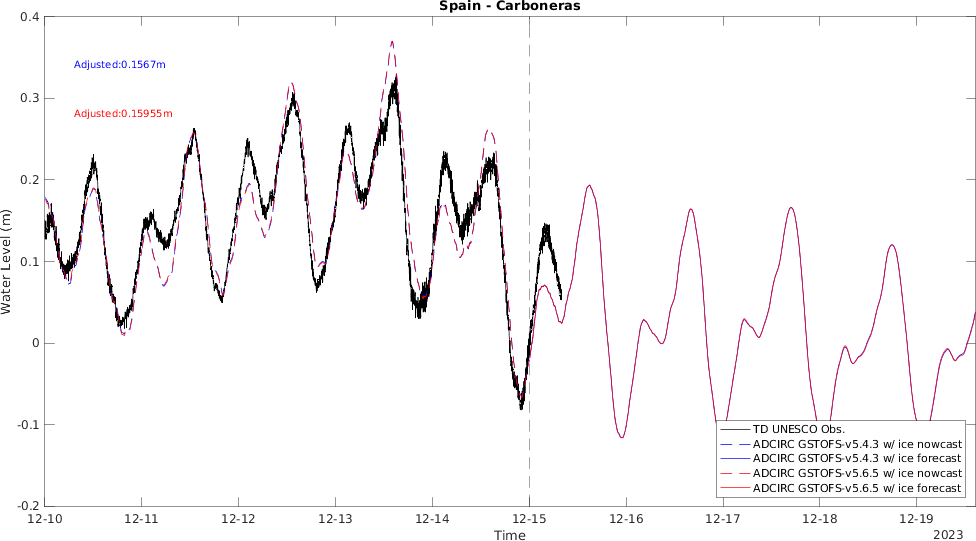 Spain - Carboneras
0.4
0.3
0.2
0.1
0
-0.1
-0.2
Water Level (m)
Adjusted:0.1567m
Adjusted:0.15955m
TD UNESCO Obs.
ADCIRC GSTOFS-v5.4.3 w/ ice nowcast
ADCIRC GSTOFS-v5.4.3 w/ ice forecast
ADCIRC GSTOFS-v5.6.5 w/ ice nowcast
ADCIRC GSTOFS-v5.6.5 w/ ice forecast
12-10 12-11 12-12 12-13 12-14 12-15 12-16 12-17 12-18 12-19
Time
2023